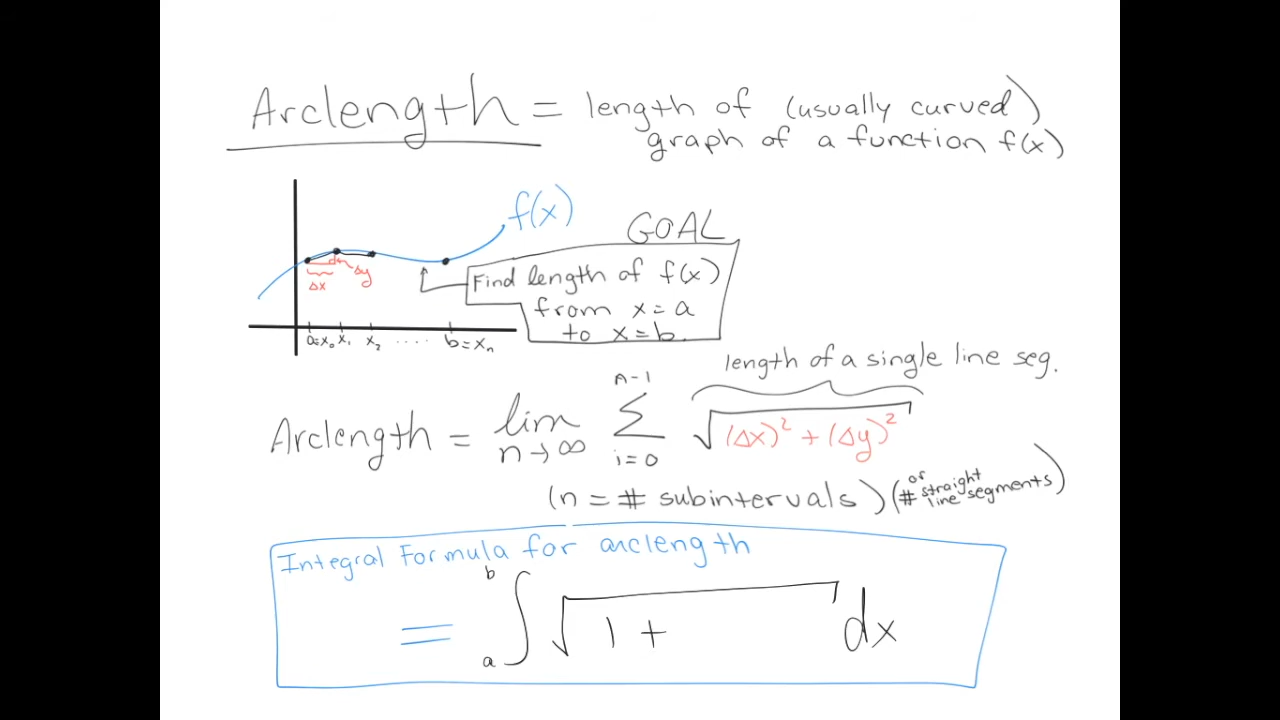 Arclength = length of (usually curved)
graph of a function f(x)
f(x)
GOAL
Find length of f(x)
from x = a
to x = b.
Δy
Δx
a=x₀ x₁ x₂ .... b=xₙ
length of a single line seg.
Arclength = lim n→∞ n-1 Σ i=0 √(Δx)² + (Δy)²
(n = # subintervals) (# of straight line segments)
Integral Formula for arclength
= ∫ b a √1 + dx